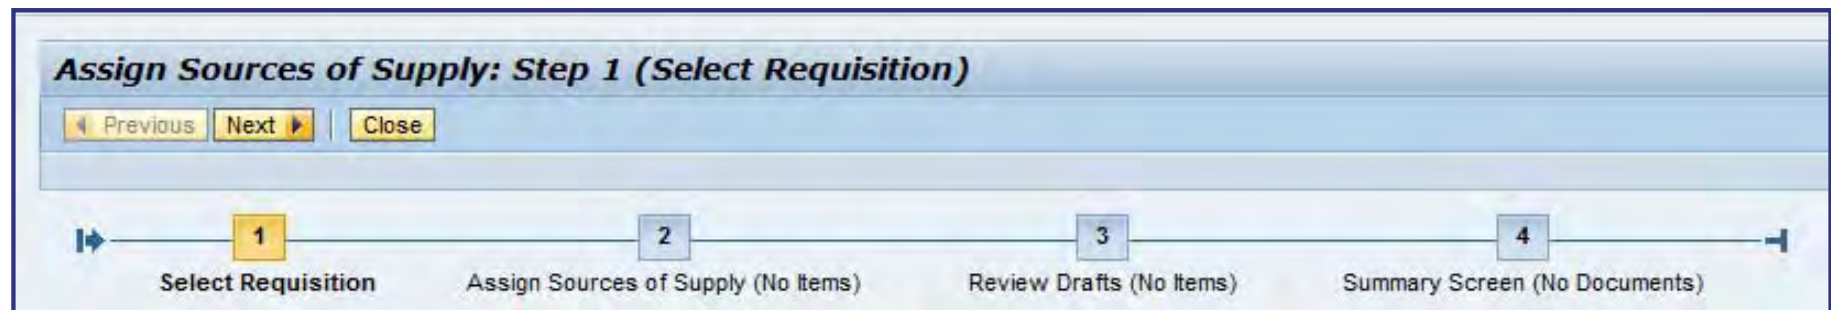 Assign Sources of Supply: Step 1 (Select Requisition)
Previous Next Close
1 2 3 4
Select Requisition Assign Sources of Supply (No Items) Review Drafts (No Items) Summary Screen (No Documents)